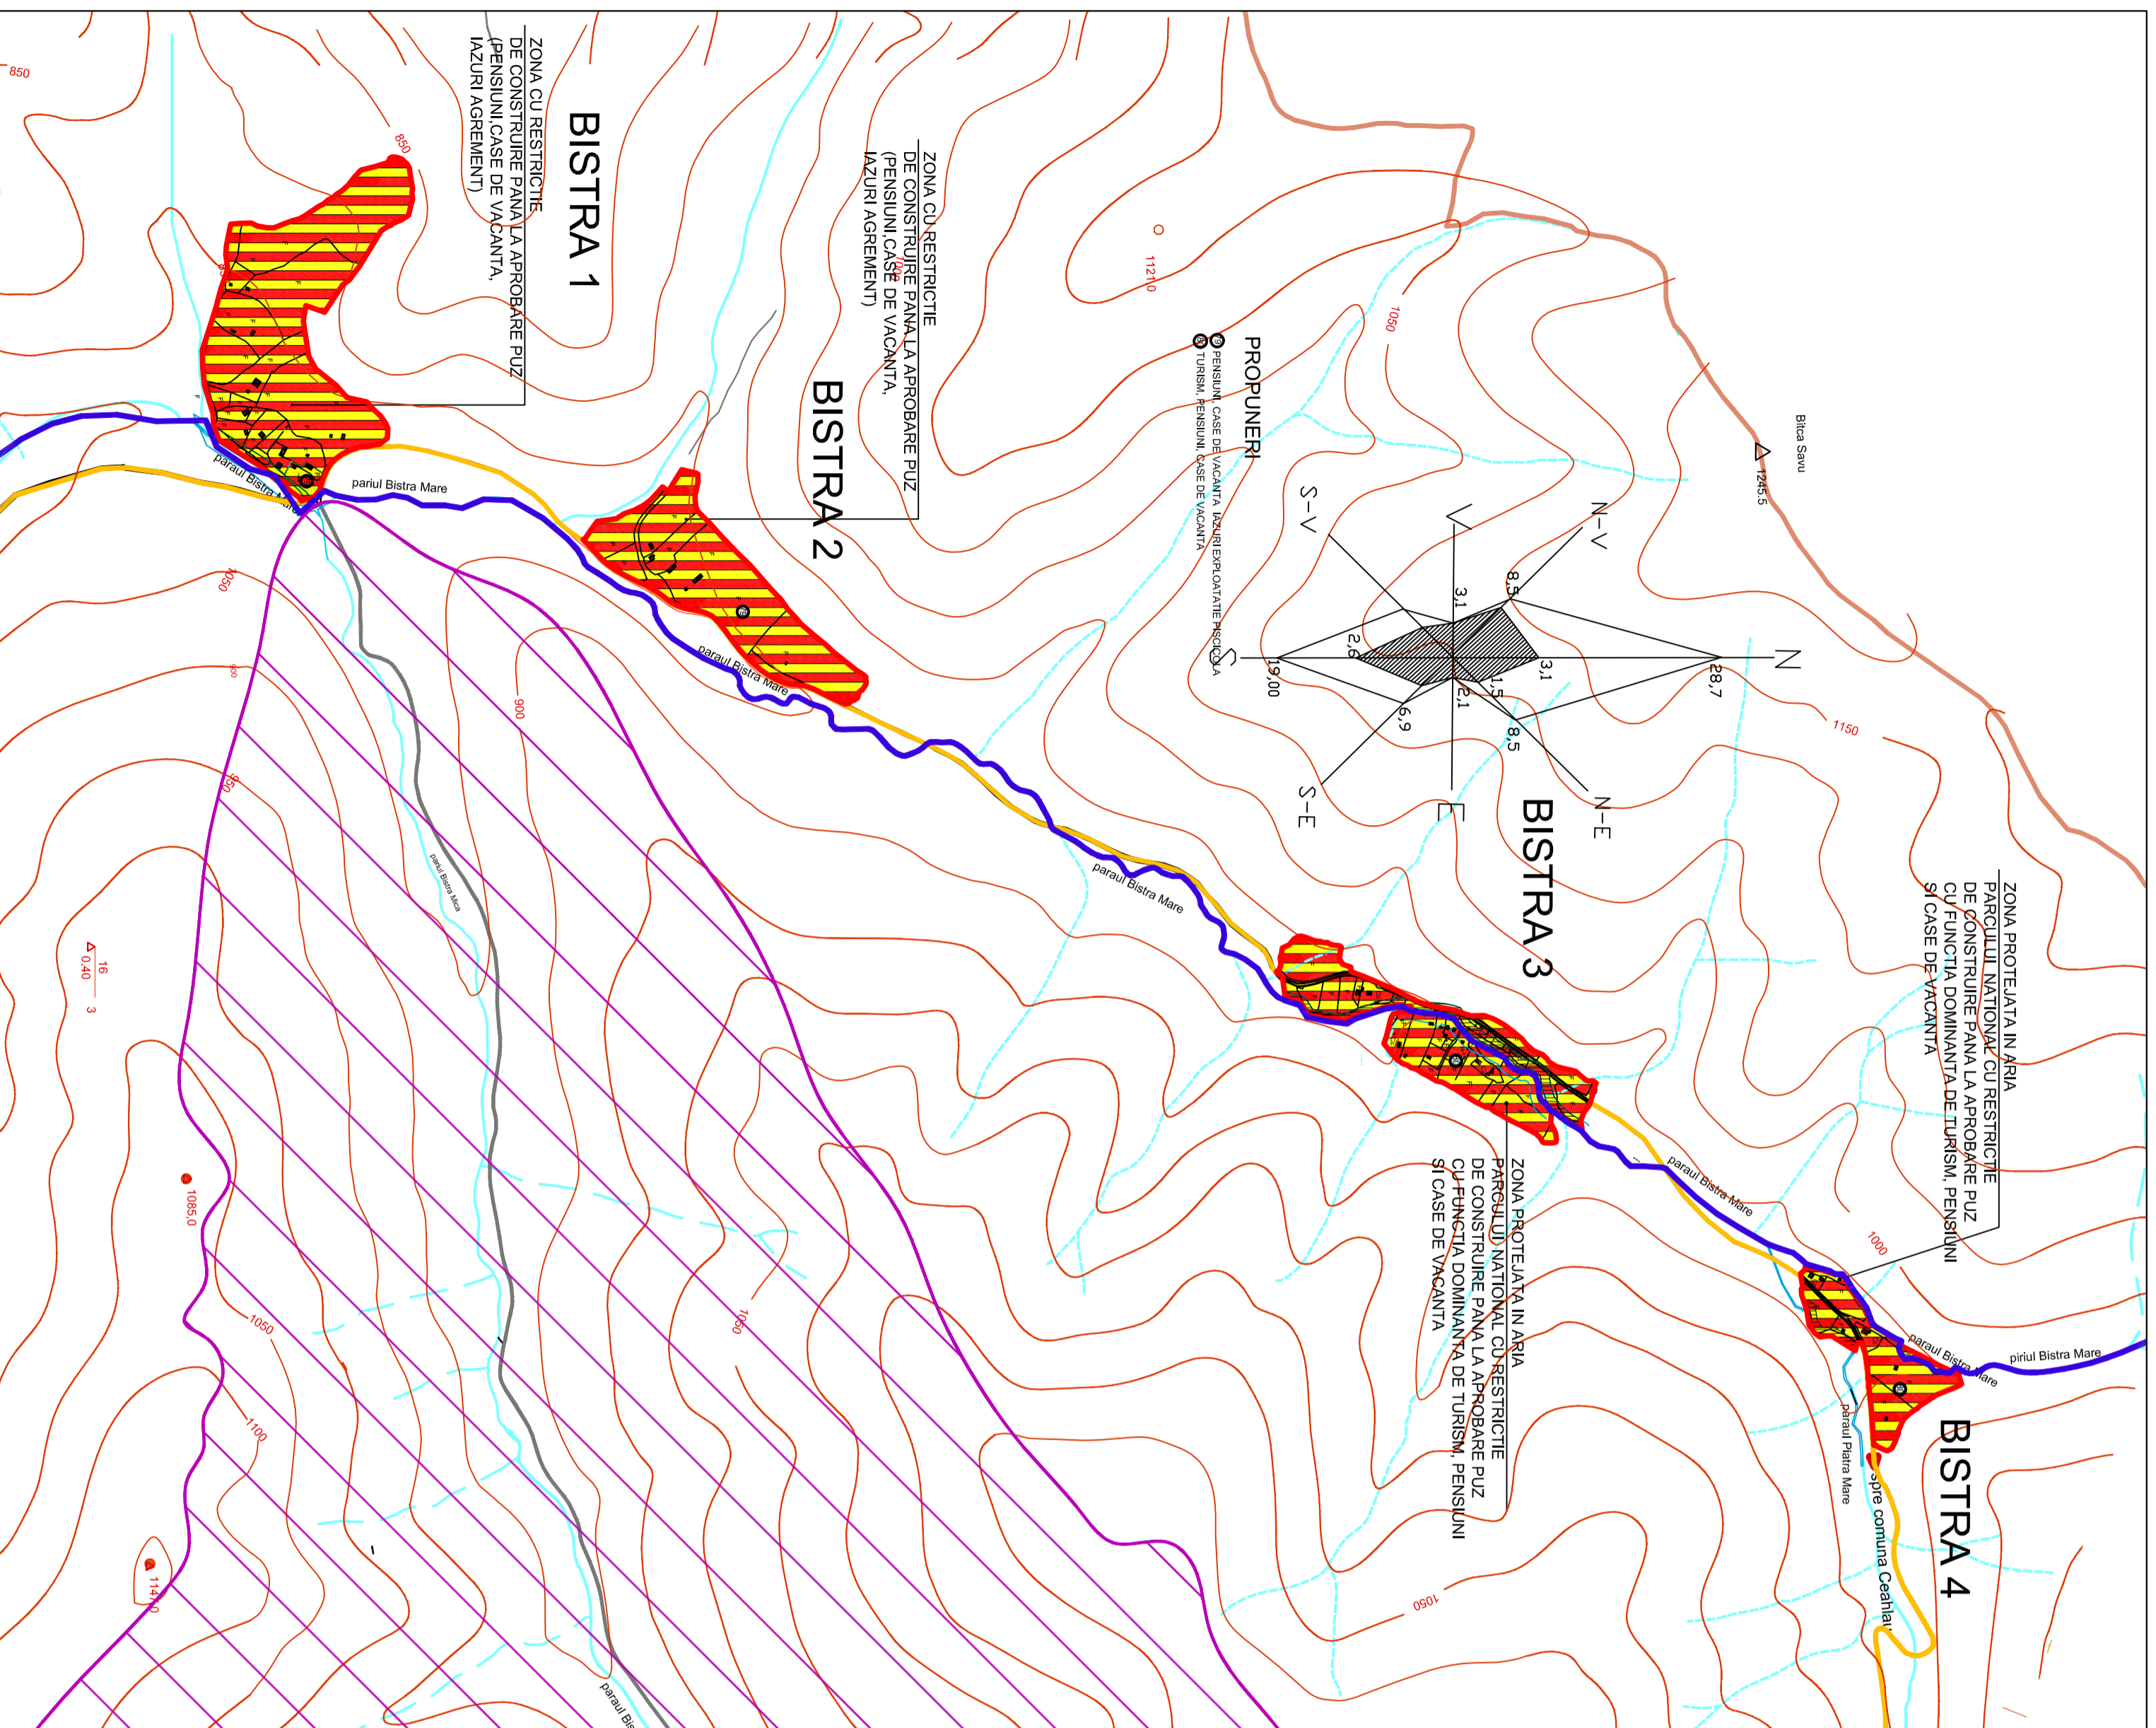 BISTRA 1
ZONA CU RESTRICTIE
DE CONSTRUIRE PANA LA APROBARE PUZ
(PENSIUNI,CASE DE VACANTA,
IAZURI AGREMENT)
BISTRA 2
ZONA CU RESTRICTIE
DE CONSTRUIRE PANA LA APROBARE PUZ
(PENSIUNI,CASE DE VACANTA,
IAZURI AGREMENT)
PROPUNERI
PENSIUNI, CASE DE VACANTA IAZURI EXPLOATATIE PISCICOLA
TURISM, PENSIUNI, CASE DE VACANTA
BISTRA 3
ZONA PROTEJATA IN ARIA
PARCULUI NATIONAL CU RESTRICTIE
DE CONSTRUIRE PANA LA APROBARE PUZ
CU FUNCTIA DOMINANTA DE TURISM, PENSIUNI
SI CASE DE VACANTA
BISTRA 4
ZONA PROTEJATA IN ARIA
PARCULUI NATIONAL CU RESTRICTIE
DE CONSTRUIRE PANA LA APROBARE PUZ
CU FUNCTIA DOMINANTA DE TURISM, PENSIUNI
SI CASE DE VACANTA
Bitca Savu
1245.5
N
N-E
E
S-E
S
S-V
V
N-V
28,7
3,1
8,5
1,5
2,1
6,9
19,00
2,6
3,1
8,5
paraul Bistra Mare
pariul Bistra Mare
paraul Bistra Mare
paraul Bistra Mare
paraul Bistra Mare
paraul Bistra Mare
piriul Bistra Mare
paraul Piatra Mare
spre comuna Ceahlau
pariul Bistra Mica
850
850
1000
1050
1150
1000
1050
900
900
950
1050
1050
1100
1050
1085,0
16
0.40
3